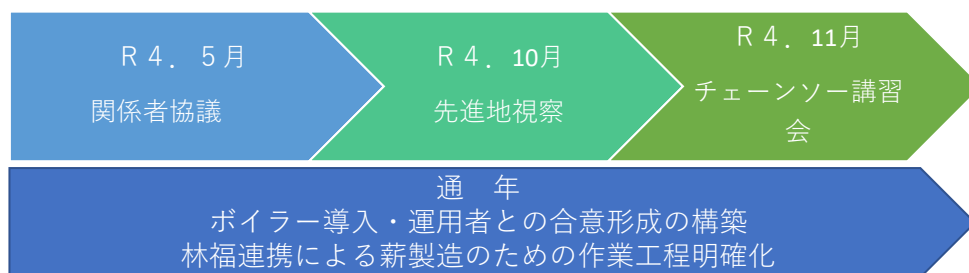 Ｒ４．５月
関係者協議
Ｒ４．10月
先進地視察
Ｒ４．11月
チェーンソー講習
会
通　年
ボイラー導入・運用者との合意形成の構築
林福連携による薪製造のための作業工程明確化